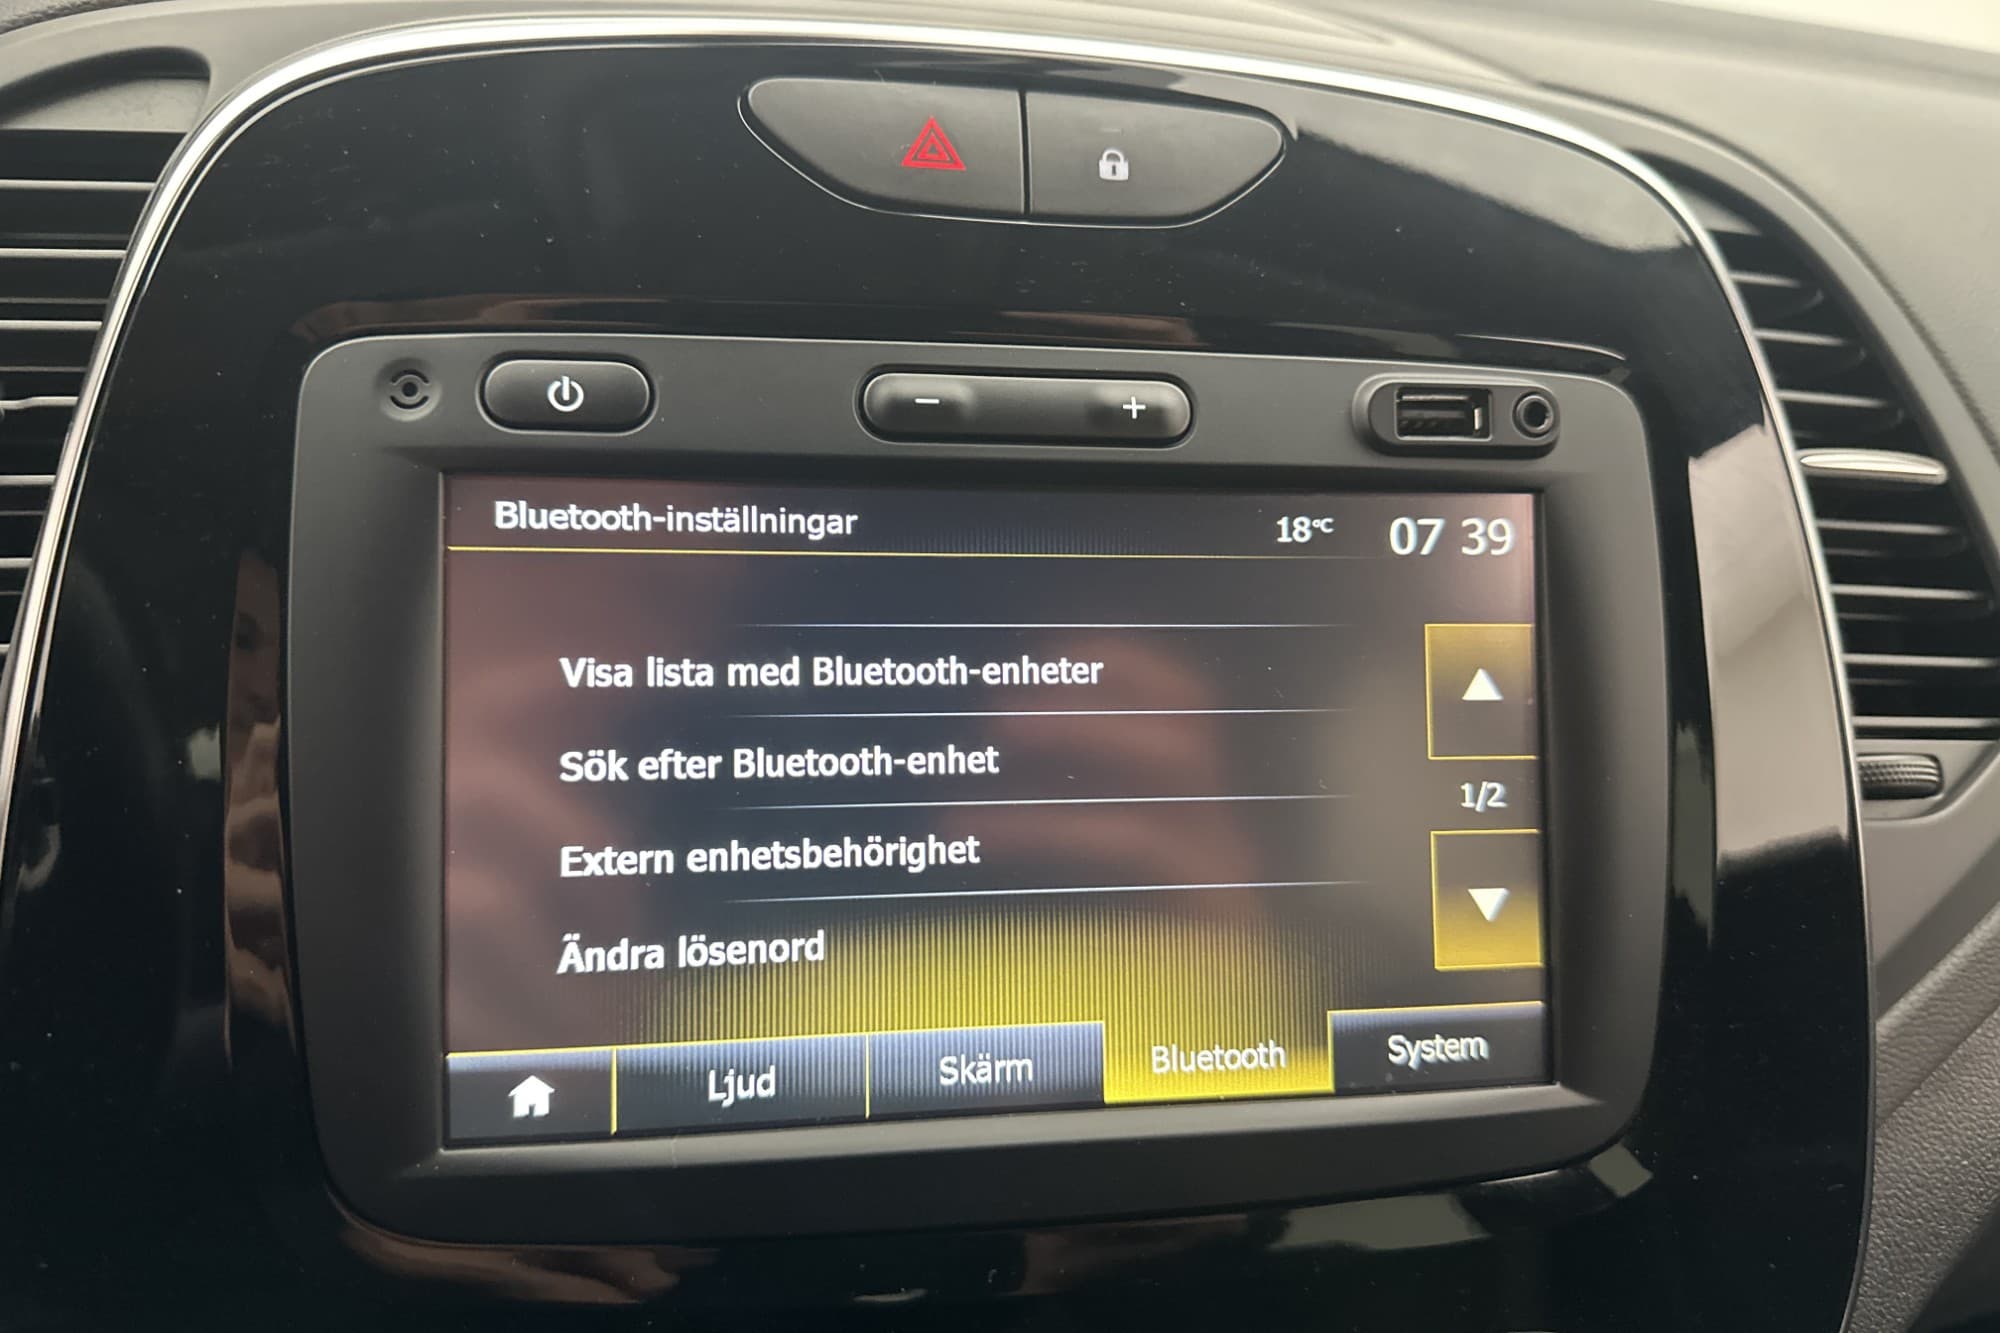 Bluetooth-inställningar 18°C 07 39
Visa lista med Bluetooth-enheter
Sök efter Bluetooth-enhet
1/2
Extern enhetsbehörighet
Ändra lösenord
Ljud Skärm Bluetooth System